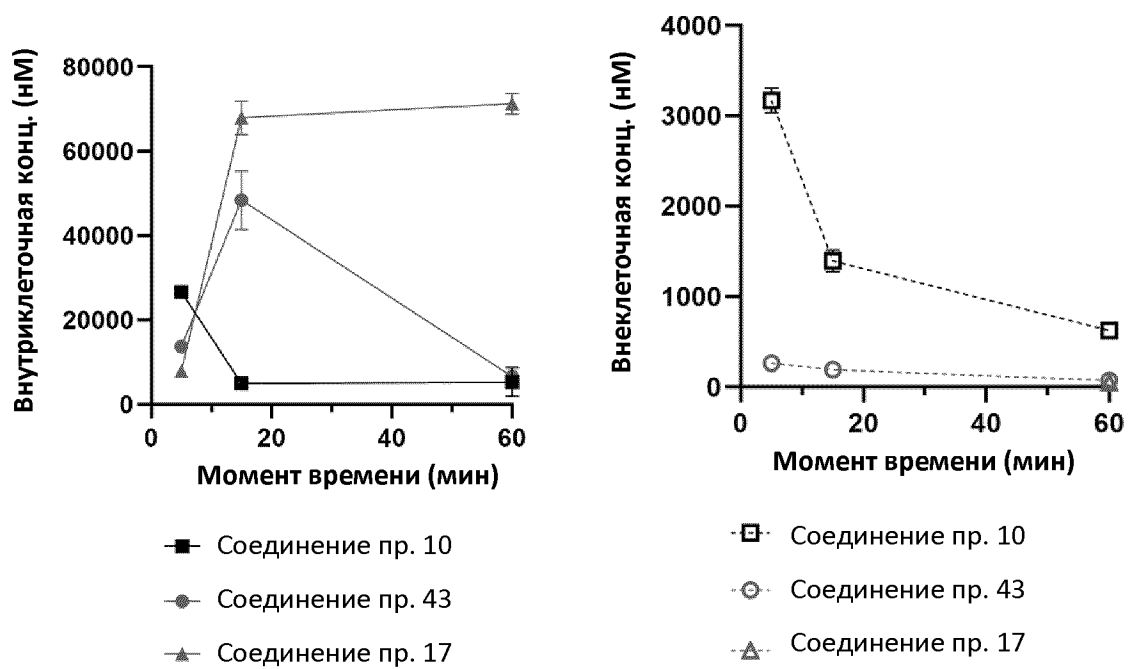 Внутриклеточная конц. (нМ)
80000
60000
40000
20000
0
0
20
40
60
Момент времени (мин)
Соединение пр. 10
Соединение пр. 43
Соединение пр. 17
Внеклеточная конц. (нМ)
4000
3000
2000
1000
0
0
20
40
60
Момент времени (мин)
Соединение пр. 10
Соединение пр. 43
Соединение пр. 17